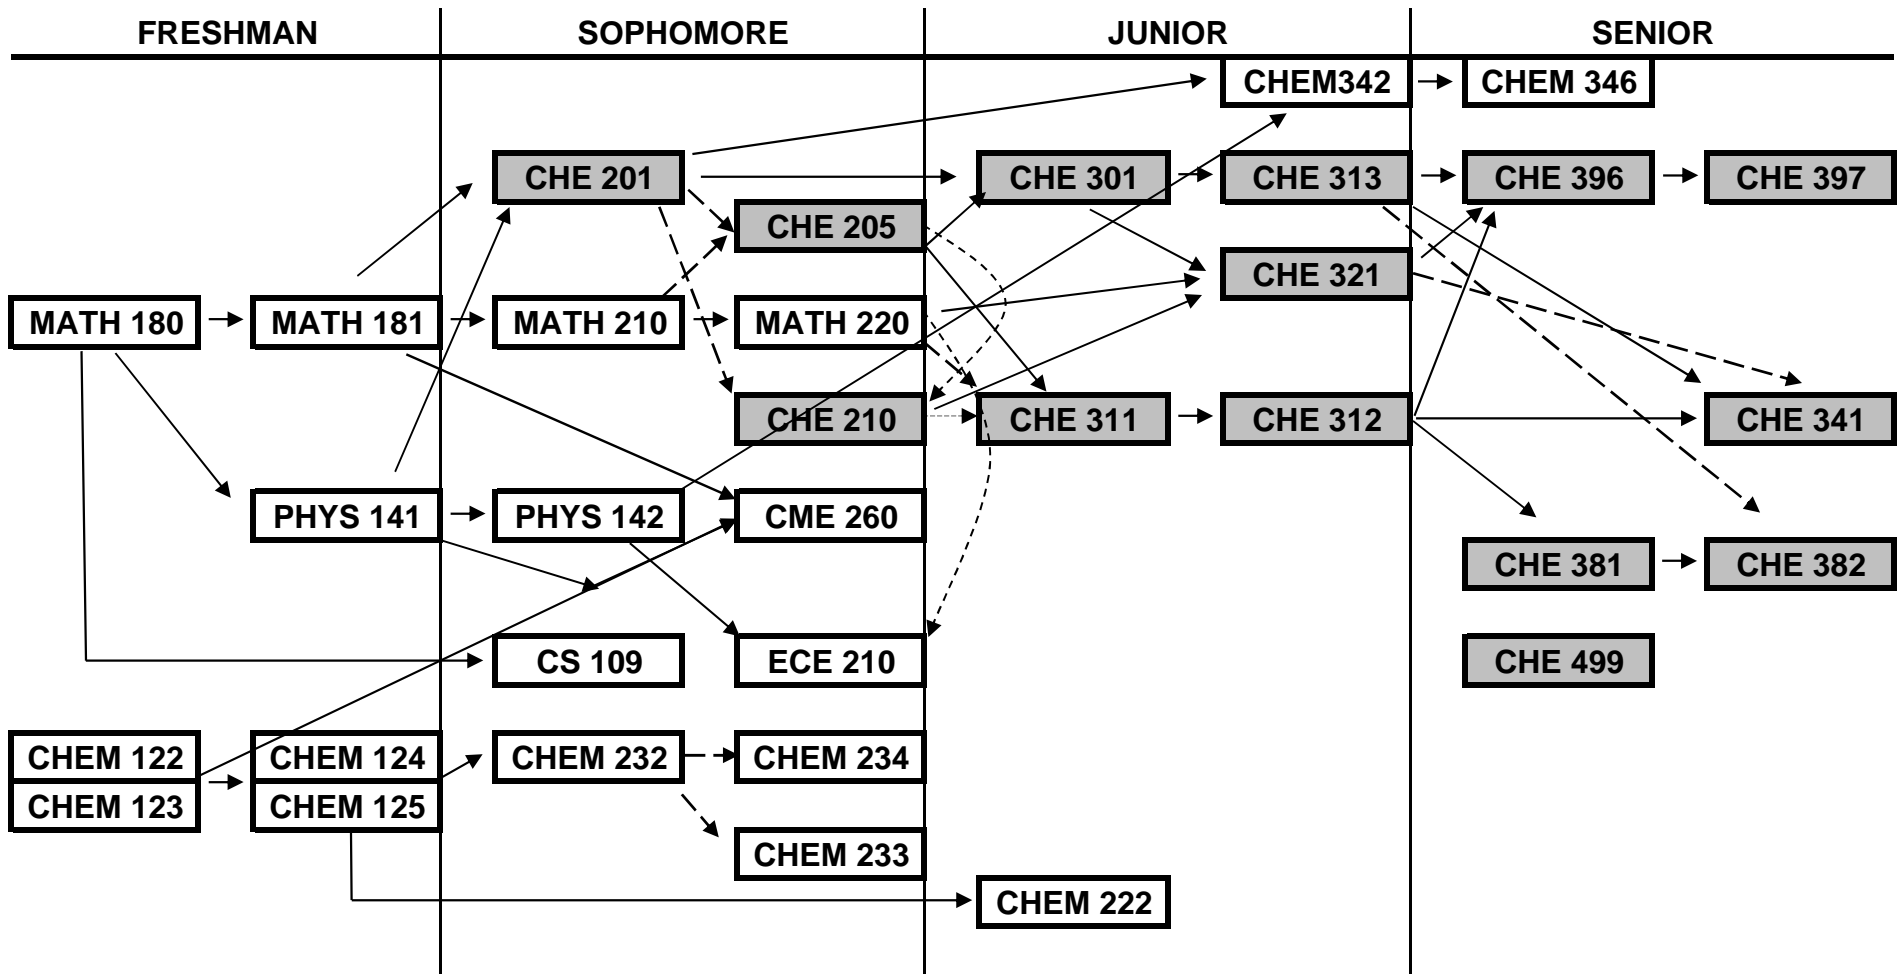 FRESHMAN SOPHOMORE JUNIOR SENIOR
CHEM342 CHEM 346
CHE 201 CHE 301 CHE 313 CHE 396 CHE 397
CHE 205
CHE 321
MATH 180 MATH 181 MATH 210 MATH 220
CHE 210 CHE 311 CHE 312 CHE 341
PHYS 141 PHYS 142 CME 260
CHE 381 CHE 382
CS 109 ECE 210 CHE 499
CHEM 122 CHEM 124 CHEM 232 CHEM 234
CHEM 123 CHEM 125
CHEM 233
CHEM 222